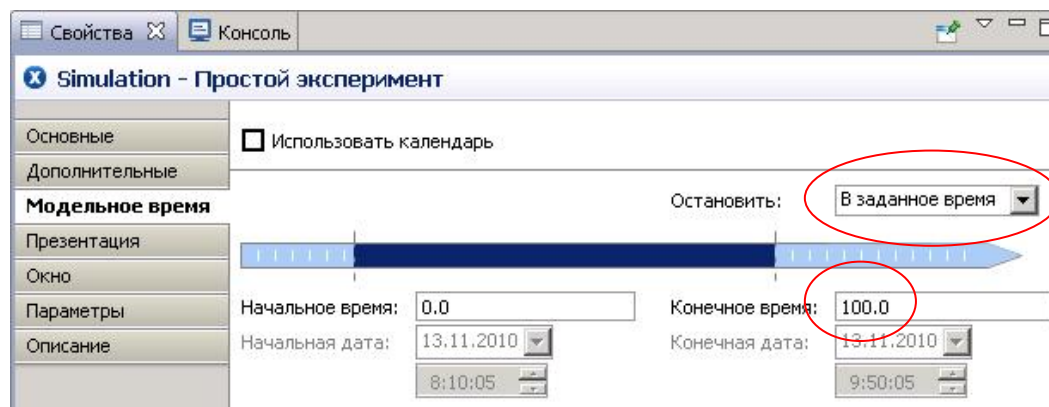 Свойства Консоль
Simulation - Простой эксперимент
Основные
Использовать календарь
Дополнительные
Модельное время
Остановить: В заданное время
Презентация
Окно
Параметры
Начальное время: 0.0 Конечное время: 100.0
Описание
Начальная дата: 13.11.2010 Конечная дата: 13.11.2010
8:10:05 9:50:05